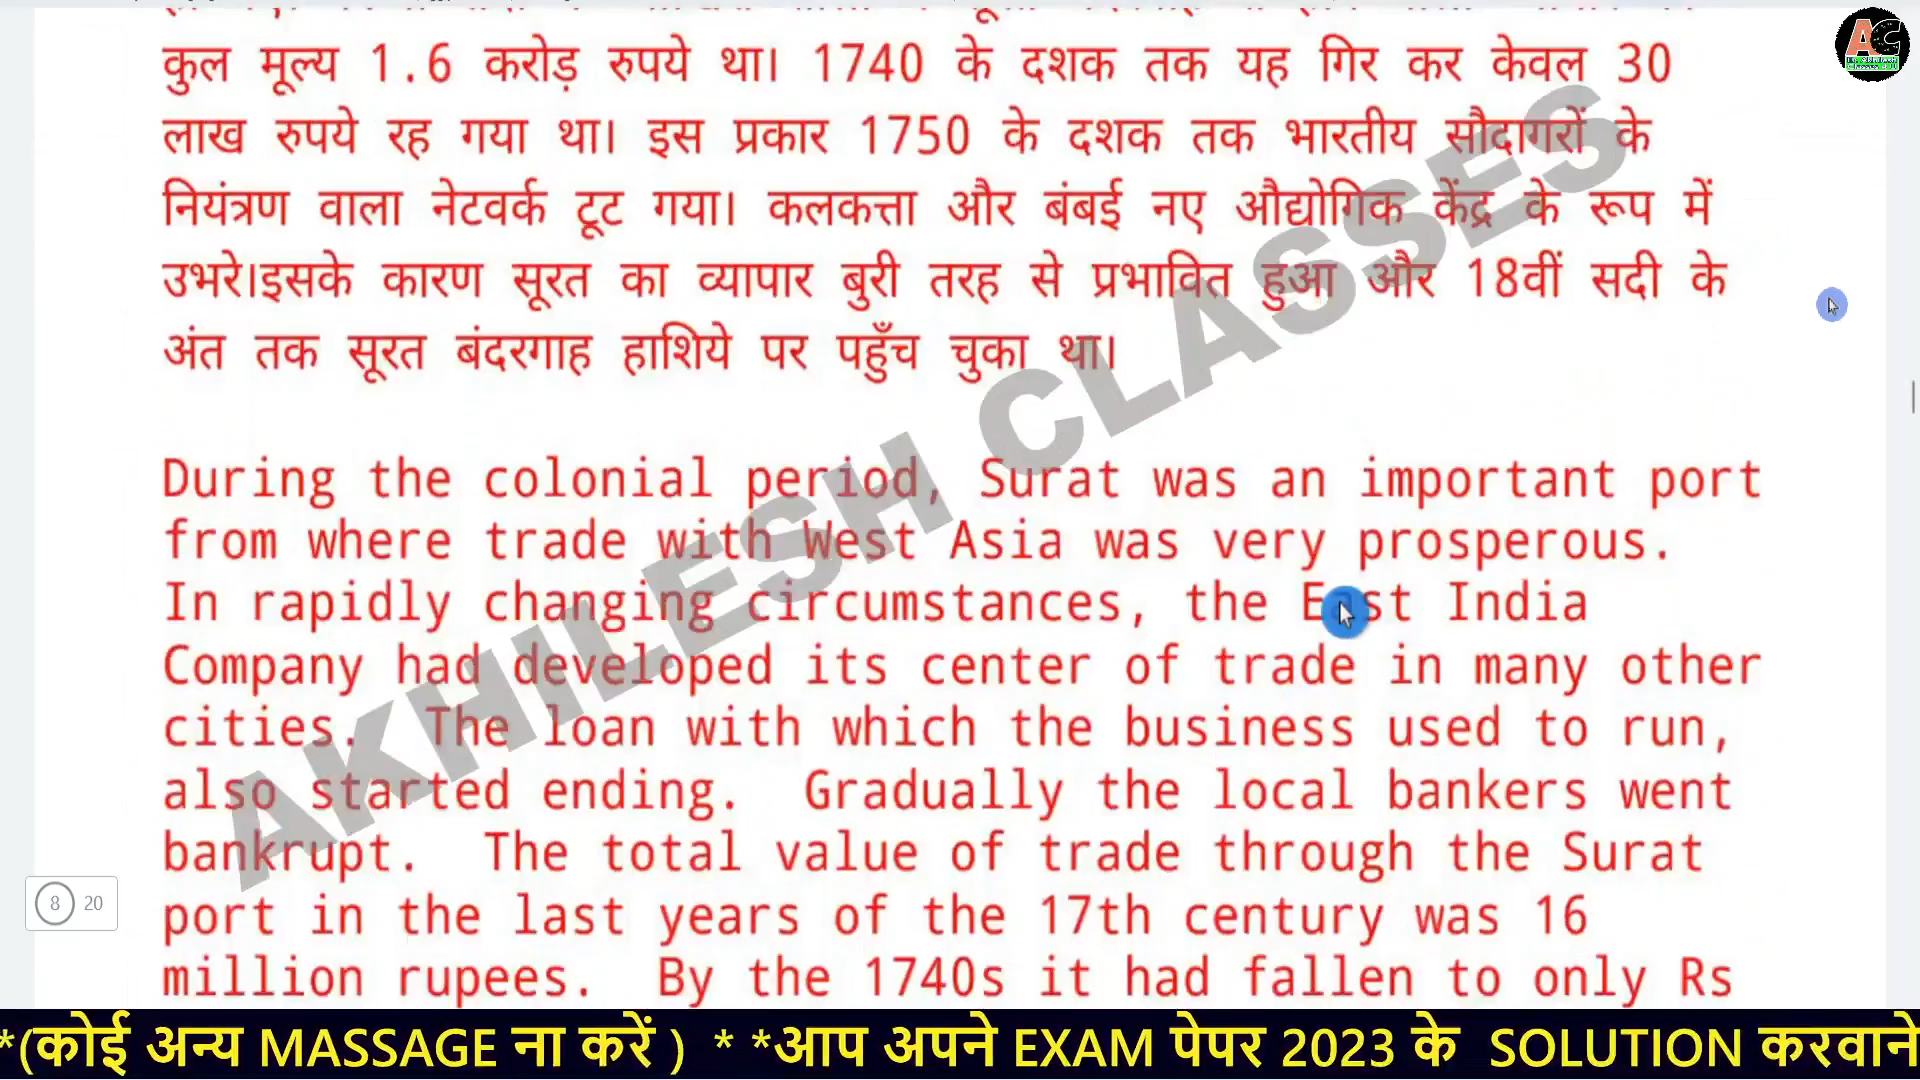 कुल मूल्य 1.6 करोड़ रुपये था। 1740 के दशक तक यह गिर कर केवल 30
लाख रुपये रह गया था। इस प्रकार 1750 के दशक तक भारतीय सौदागरों के
नियंत्रण वाला नेटवर्क टूट गया। कलकत्ता और बंबई नए औद्योगिक केंद्र के रूप में
उभरे।इसके कारण सूरत का व्यापार बुरी तरह से प्रभावित हुआ और 18वीं सदी के
अंत तक सूरत बंदरगाह हाशिये पर पहुँच चुका था।
During the colonial period, Surat was an important port
from where trade with West Asia was very prosperous.
In rapidly changing circumstances, the East India
Company had developed its center of trade in many other
cities. The loan with which the business used to run,
also started ending. Gradually the local bankers went
bankrupt. The total value of trade through the Surat
port in the last years of the 17th century was 16
million rupees. By the 1740s it had fallen to only Rs
AKHILESH CLASSES
AC
8 20
*(कोई अन्य MASSAGE ना करें ) * *आप अपने EXAM पेपर 2023 के SOLUTION करवाने